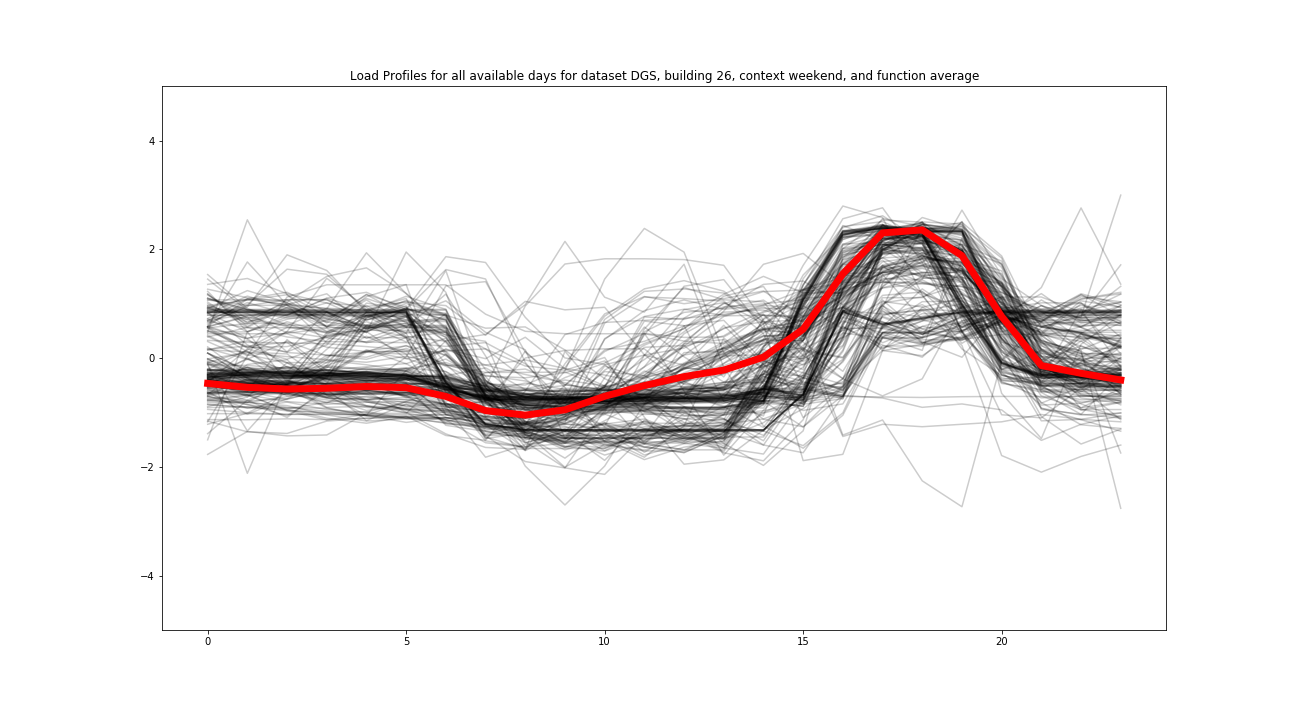 Load Profiles for all available days for dataset DGS, building 26, context weekend, and function average
4
2
0
−2
−4
0 5 10 15 20